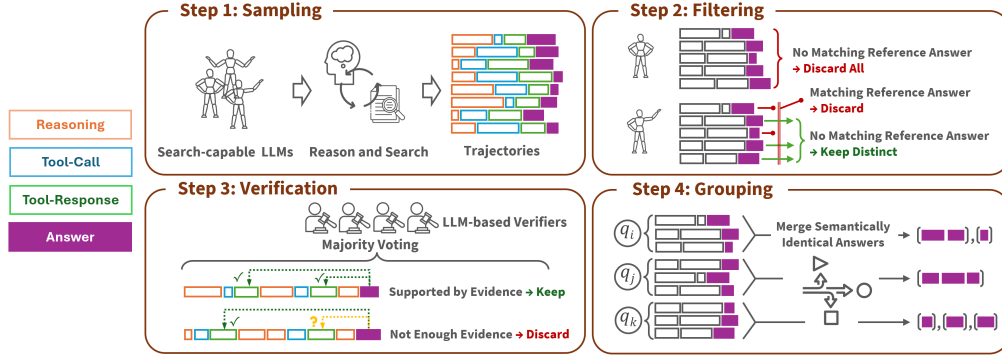 Reasoning
Tool-Call
Tool-Response
Answer
Step 1: Sampling
Search-capable LLMs
Reason and Search
Trajectories
Step 2: Filtering
No Matching Reference Answer
→ Discard All
Matching Reference Answer
→ Discard
No Matching Reference Answer
→ Keep Distinct
Step 3: Verification
LLM-based Verifiers
Majority Voting
✓ ✓
Supported by Evidence → Keep
✓ ?
Not Enough Evidence → Discard
Step 4: Grouping
q_i
q_j
q_k
Merge Semantically
Identical Answers